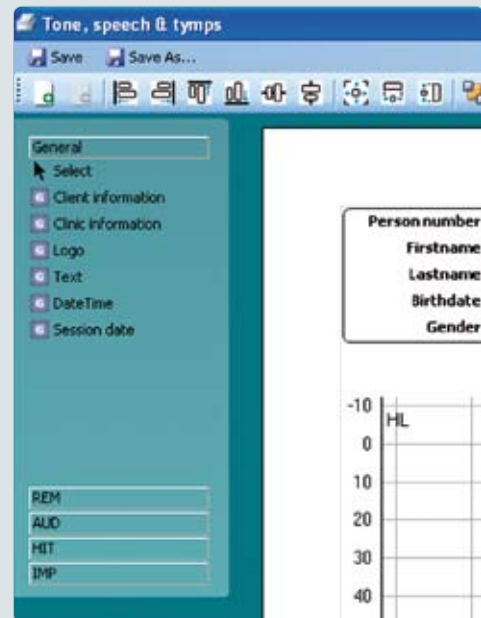 Tone, speech & tymps
Save Save As...
General
Select
Client information
Clinic information
Logo
Text
DateTime
Session date
REM
AUD
HIT
IMP
Person number
Firstname
Lastname
Birthdate
Gender
-10
HL
0
10
20
30
40